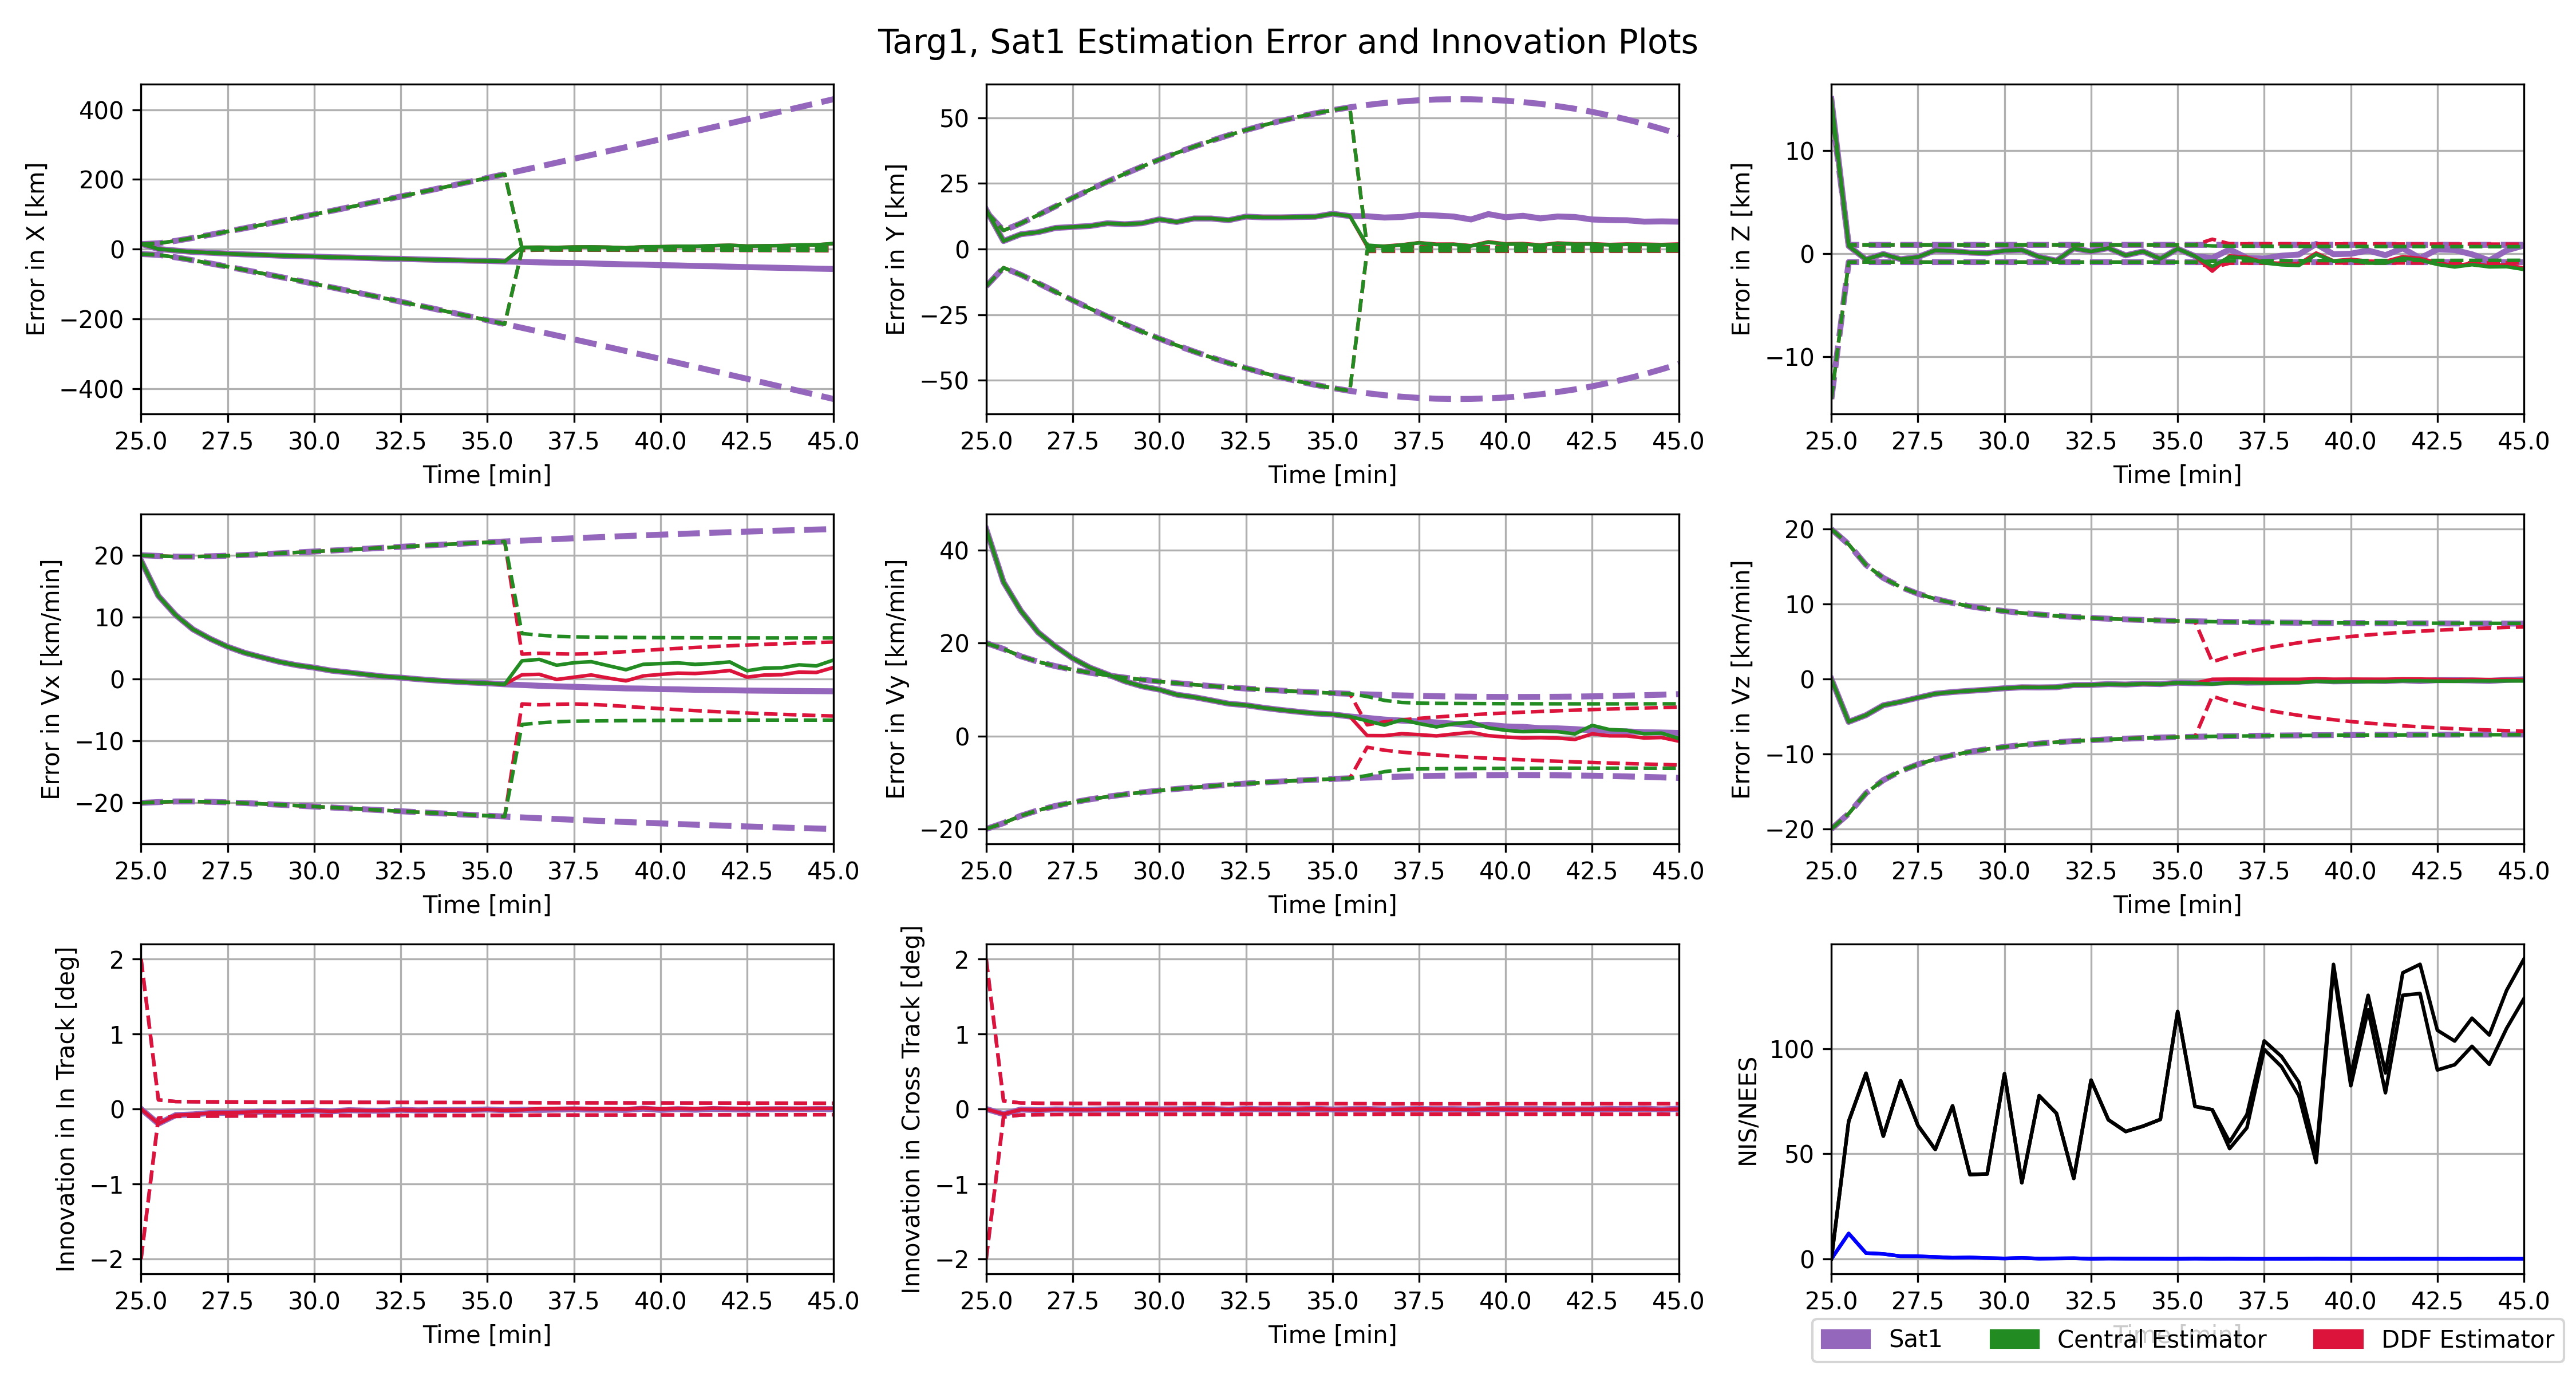 Targ1, Sat1 Estimation Error and Innovation Plots
Error in X [km]
400
200
0
−200
−400
25.0 27.5 30.0 32.5 35.0 37.5 40.0 42.5 45.0
Time [min]
Error in Y [km]
50
25
0
−25
−50
25.0 27.5 30.0 32.5 35.0 37.5 40.0 42.5 45.0
Time [min]
Error in Z [km]
10
0
−10
25.0 27.5 30.0 32.5 35.0 37.5 40.0 42.5 45.0
Time [min]
Error in Vx [km/min]
20
10
0
−10
−20
25.0 27.5 30.0 32.5 35.0 37.5 40.0 42.5 45.0
Time [min]
Error in Vy [km/min]
40
20
0
−20
25.0 27.5 30.0 32.5 35.0 37.5 40.0 42.5 45.0
Time [min]
Error in Vz [km/min]
20
10
0
−10
−20
25.0 27.5 30.0 32.5 35.0 37.5 40.0 42.5 45.0
Time [min]
Innovation in In Track [deg]
2
1
0
−1
−2
25.0 27.5 30.0 32.5 35.0 37.5 40.0 42.5 45.0
Time [min]
Innovation in Cross Track [deg]
2
1
0
−1
−2
25.0 27.5 30.0 32.5 35.0 37.5 40.0 42.5 45.0
Time [min]
NIS/NEES
100
50
0
25.0 27.5 30.0 32.5 35.0 37.5 40.0 42.5 45.0
Time [min]
Sat1 Central Estimator DDF Estimator